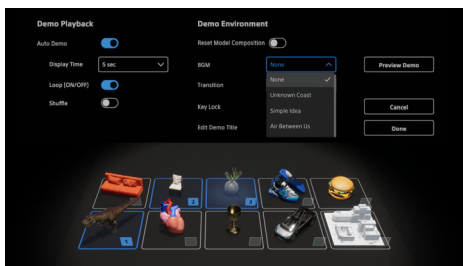 Demo Playback
Demo Environment
Auto Demo
Reset Model Composition
Display Time
5 sec
BGM
None
Preview Demo
None
Loop (ON/OFF)
Transition
Unknown Coast
Shuffle
Key Lock
Simple Idea
Cancel
Edit Demo Title
Air Between Us
Done
2
3
1